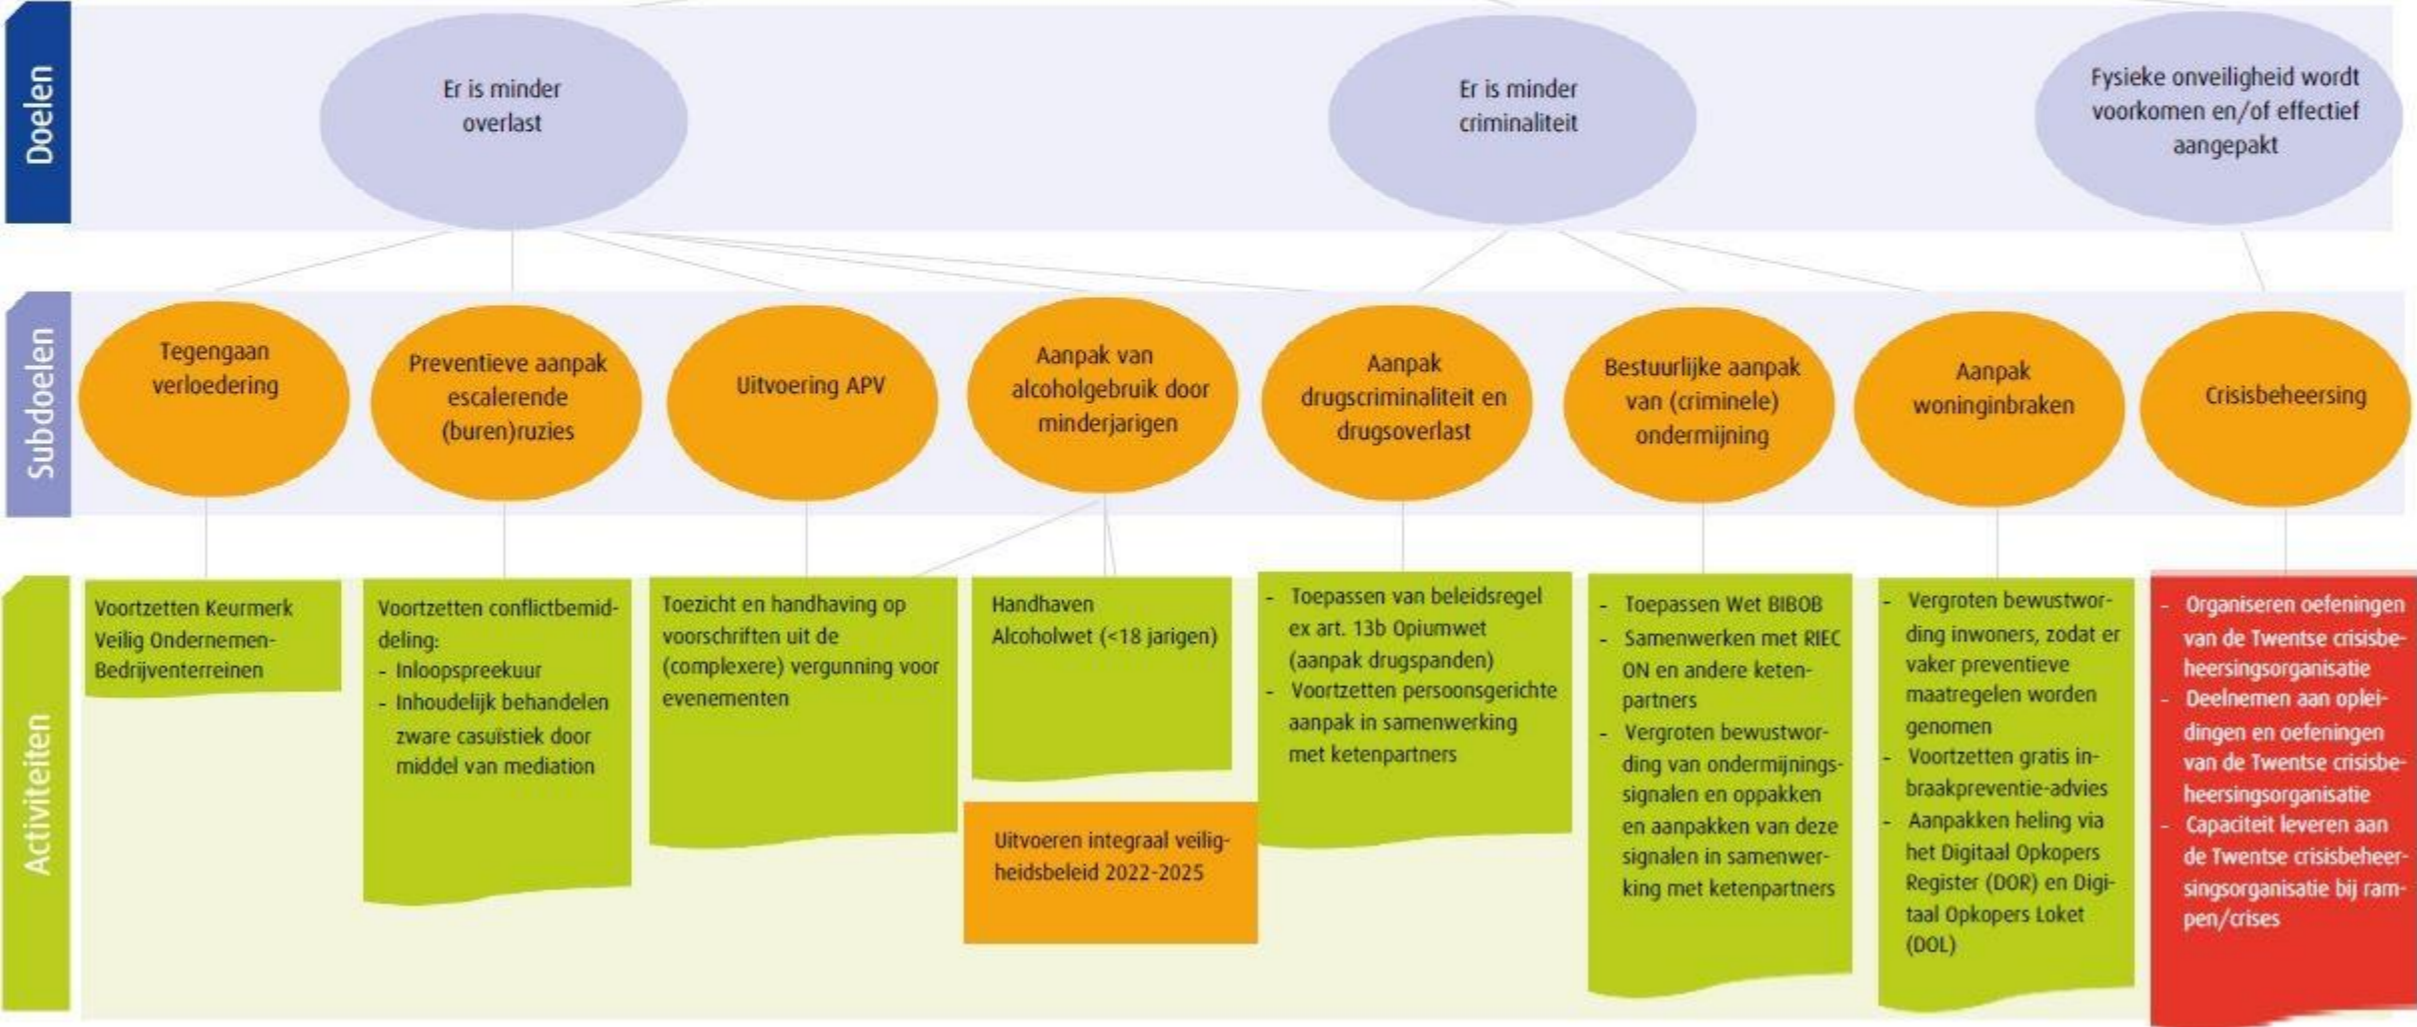 Doelen
Er is minder
overlast
Er is minder
criminaliteit
Fysieke onveiligheid wordt
voorkomen en/of effectief
aangepakt
Subdoelen
Tegengaan
verloedering
Preventieve aanpak
escalerende
(buren)ruzies
Uitvoering APV
Aanpak van
alcoholgebruik door
minderjarigen
Aanpak
drugscriminaliteit en
drugsoverlast
Bestuurlijke aanpak
van (criminele)
ondermijning
Aanpak
woninginbraken
Crisisbeheersing
Activiteiten
Voortzetten Keurmerk
Veilig Ondernemen-
Bedrijventerreinen
Voortzetten conflictbemid-
deling:
- Inloopspreekuur
- Inhoudelijk behandelen
zware casuïstiek door
middel van mediation
Toezicht en handhaving op
voorschriften uit de
(complexere) vergunning voor
evenementen
Handhaven
Alcoholwet (<18 jarigen)
Uitvoeren integraal veilig-
heidsbeleid 2022-2025
- Toepassen van beleidsregel
ex art. 13b Opiumwet
(aanpak drugspanden)
- Voortzetten persoonsgerichte
aanpak in samenwerking
met ketenpartners
- Toepassen Wet BIBOB
- Samenwerken met RIEC
ON en andere keten-
partners
- Vergroten bewustwor-
ding van ondermijnings-
signalen en oppakken
en aanpakken van deze
signalen in samenwer-
king met ketenpartners
- Vergroten bewustwor-
ding inwoners, zodat er
vaker preventieve
maatregelen worden
genomen
- Voortzetten gratis in-
braakpreventie-advies
- Aanpakken heling via
het Digitaal Opkopers
Register (DOR) en Digi-
taal Opkopers Loket
(DOL)
- Organiseren oefeningen
van de Twentse crisisbe-
heersingsorganisatie
- Deelnemen aan oplei-
dingen en oefeningen
van de Twentse crisisbe-
heersingsorganisatie
- Capaciteit leveren aan
de Twentse crisisbeheer-
singsorganisatie bij ram-
pen/crises